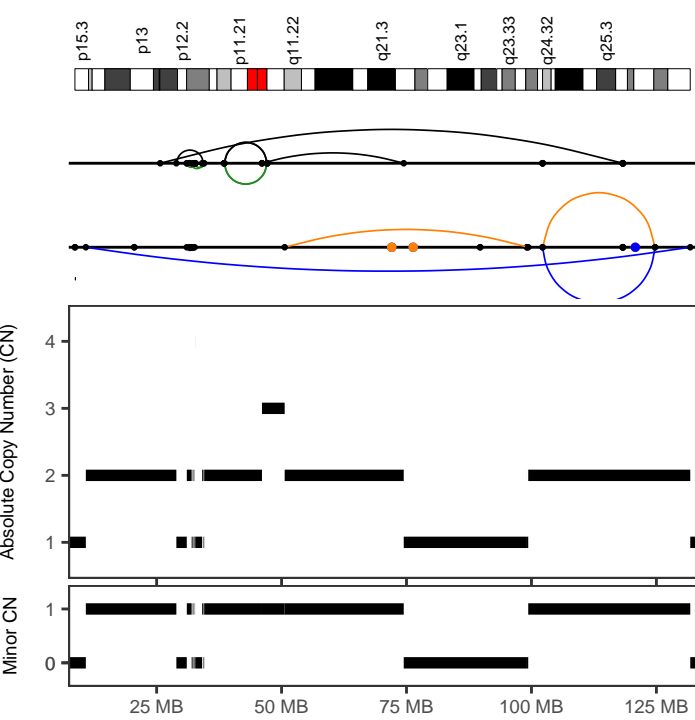 p15.3 p13 p12.2 p11.21 q11.22 q21.3 q23.1 q23.33 q24.32 q25.3
Absolute Copy Number (CN)
4
3
2
1
Minor CN
1
0
25 MB 50 MB 75 MB 100 MB 125 MB